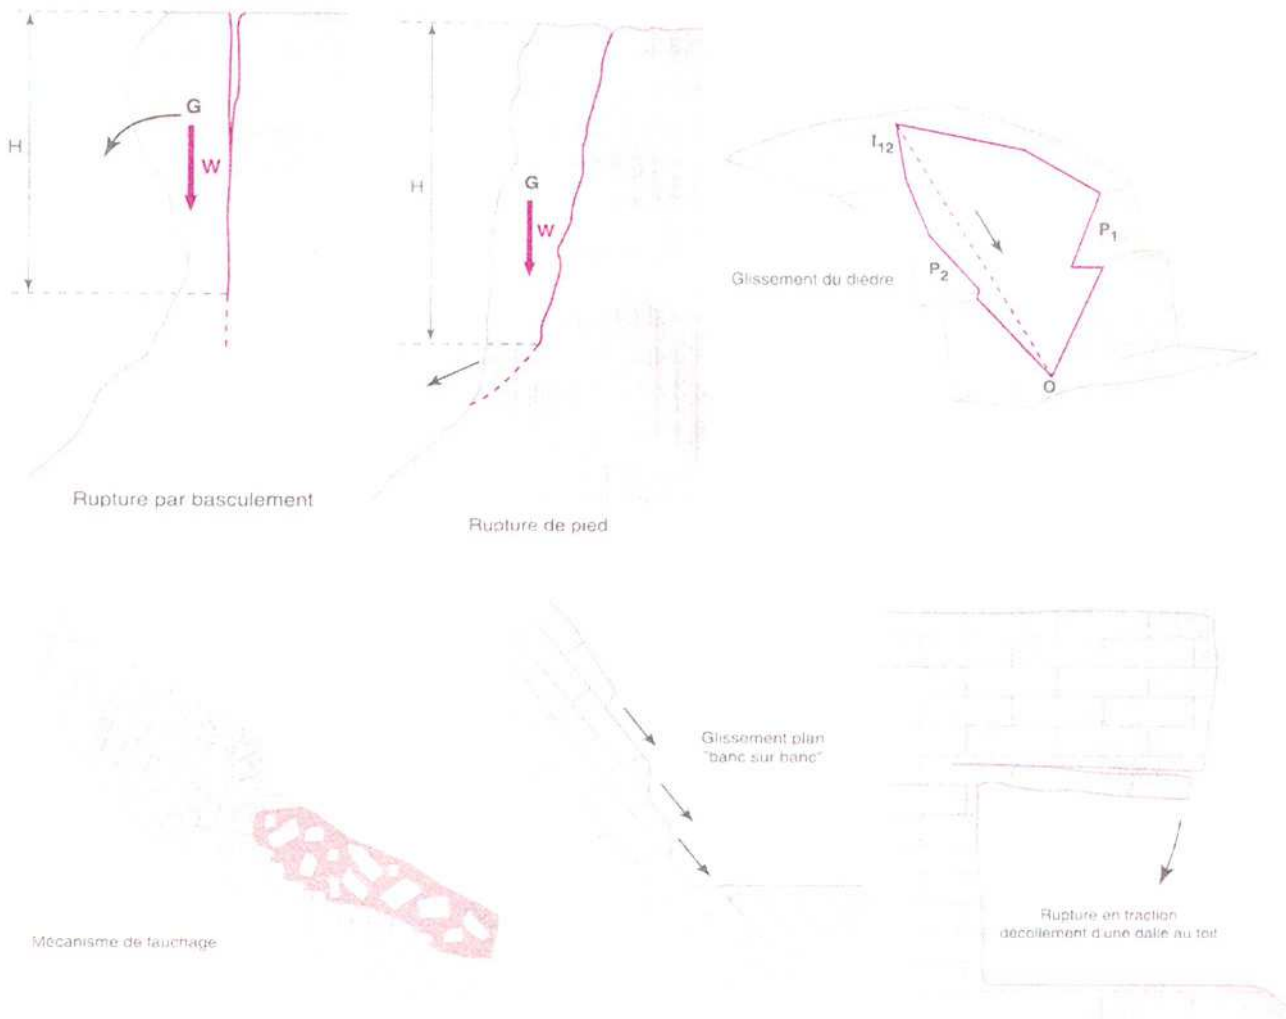 H
G
W
Rupture par basculement
H
G
W
Rupture de pied
I12
P1
P2
Glissement du dièdre
O
Mécanisme de fauchage
Glissement plan
"banc sur banc"
Rupture en traction
décollement d'une dalle au toit